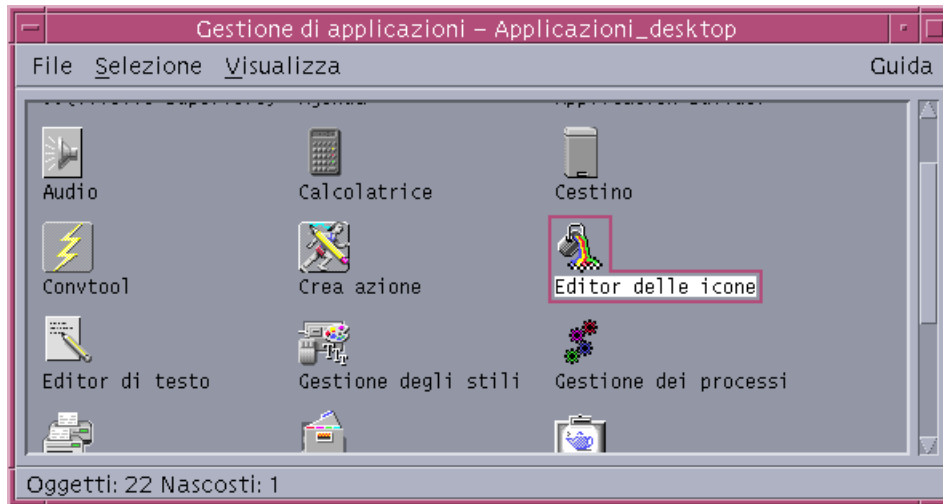 Gestione di applicazioni – Applicazioni_desktop
File Selezione Visualizza Guida
Audio Calcolatrice Cestino
Convtool Crea azione Editor delle icone
Editor di testo Gestione degli stili Gestione dei processi
Oggetti: 22 Nascosti: 1